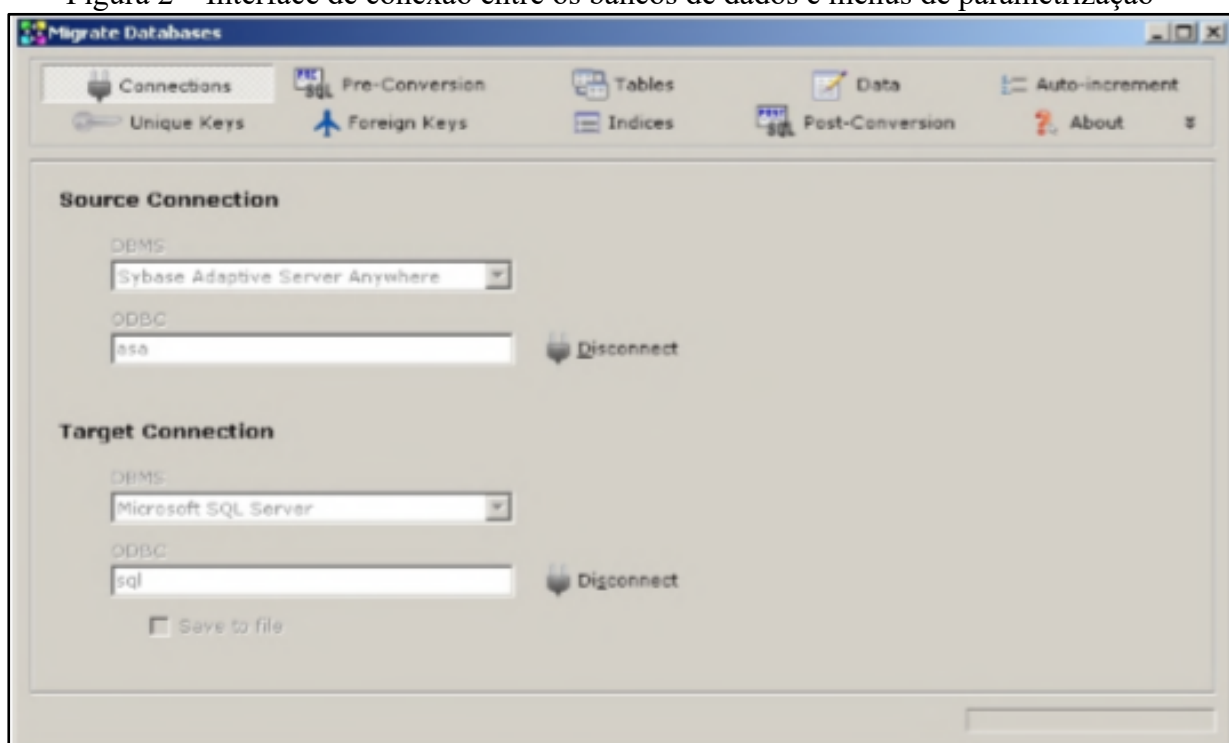 Figura 2 – Interface de conexão entre os bancos de dados e menus de parametrização
Migrate Databases
Connections Pre-Conversion Tables Data Auto-increment
Unique Keys Foreign Keys Indices Post-Conversion About
Source Connection
DBMS
Sybase Adaptive Server Anywhere
ODBC
asa Disconnect
Target Connection
DBMS
Microsoft SQL Server
ODBC
sql Disconnect
Save to file